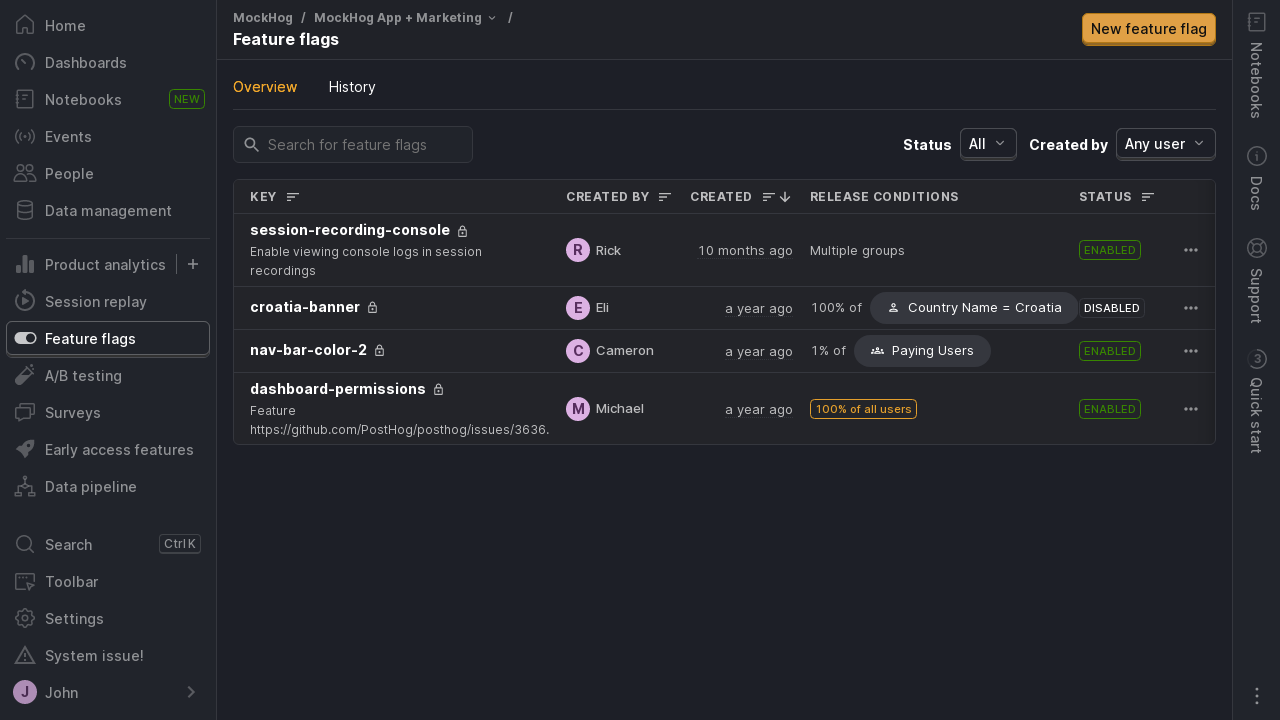 Home
Dashboards
Notebooks NEW
Events
People
Data management
Product analytics
Session replay
Feature flags
A/B testing
Surveys
Early access features
Data pipeline
Search Ctrl K
Toolbar
Settings
System issue!
J John
MockHog / MockHog App + Marketing /
Feature flags
New feature flag
Overview History
Search for feature flags
Status All Created by Any user
KEY CREATED BY CREATED RELEASE CONDITIONS STATUS
session-recording-console
Enable viewing console logs in session
recordings
R Rick 10 months ago Multiple groups ENABLED
croatia-banner E Eli a year ago 100% of Country Name = Croatia DISABLED
nav-bar-color-2 C Cameron a year ago 1% of Paying Users ENABLED
dashboard-permissions
Feature
https://github.com/PostHog/posthog/issues/3636.
M Michael a year ago 100% of all users ENABLED
Notebooks
Docs
Support
3 Quick start